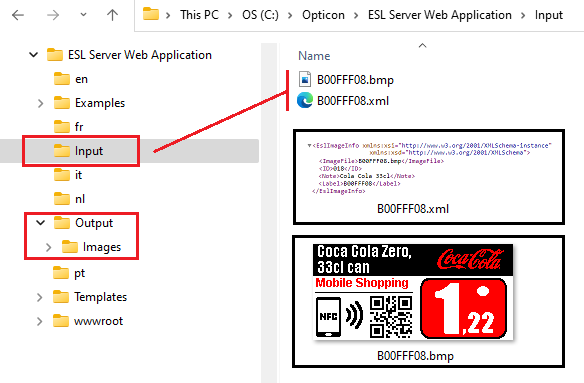 This PC > OS (C:) > Opticon > ESL Server Web Application > Input
ESL Server Web Application
en
Examples
fr
Input
it
nl
Output
Images
pt
Templates
wwwroot
Name
B00FFF08.bmp
B00FFF08.xml
<EslImageInfo xmlns:xsi="http://www.w3.org/2001/XMLSchema-instance"
xmlns:xsd="http://www.w3.org/2001/XMLSchema">
<ImageFile>B00FFF08.bmp</ImageFile>
<ID>018</ID>
<Note>Cola Cola 33cl</Note>
<Label>B00FFF08</Label>
</EslImageInfo>
B00FFF08.xml
Coca Cola Zero,
33cl can
Coca-Cola
Mobile Shopping
NFC
1,22
B00FFF08.bmp